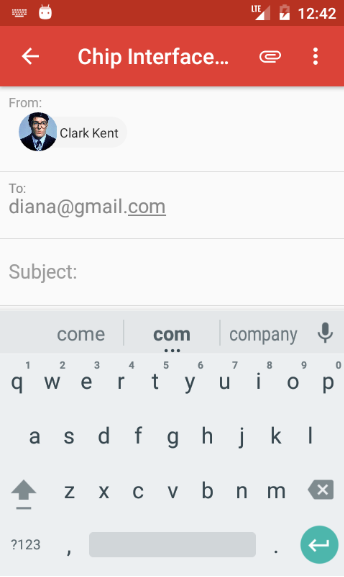 LTE 12:42
Chip Interface...
From:
Clark Kent
To:
diana@gmail.com
Subject:
come com company
1 2 3 4 5 6 7 8 9 0
q w e r t y u i o p
a s d f g h j k l
z x c v b n m
?123 , .